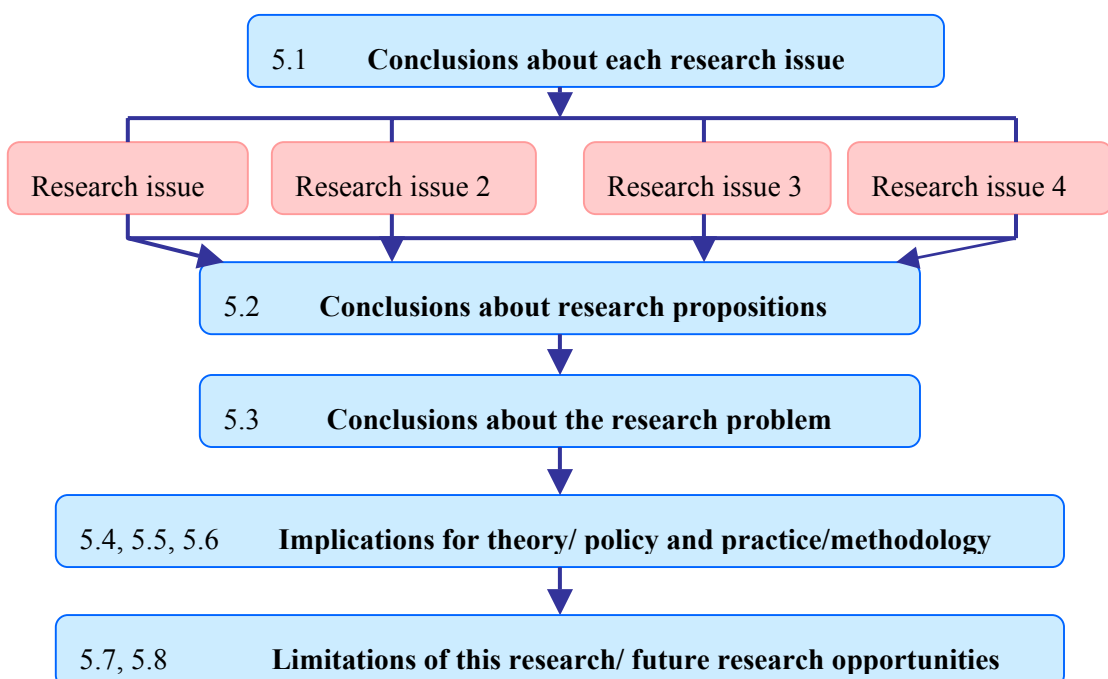 5.1 Conclusions about each research issue
Research issue
Research issue 2
Research issue 3
Research issue 4
5.2 Conclusions about research propositions
5.3 Conclusions about the research problem
5.4, 5.5, 5.6 Implications for theory/ policy and practice/methodology
5.7, 5.8 Limitations of this research/ future research opportunities